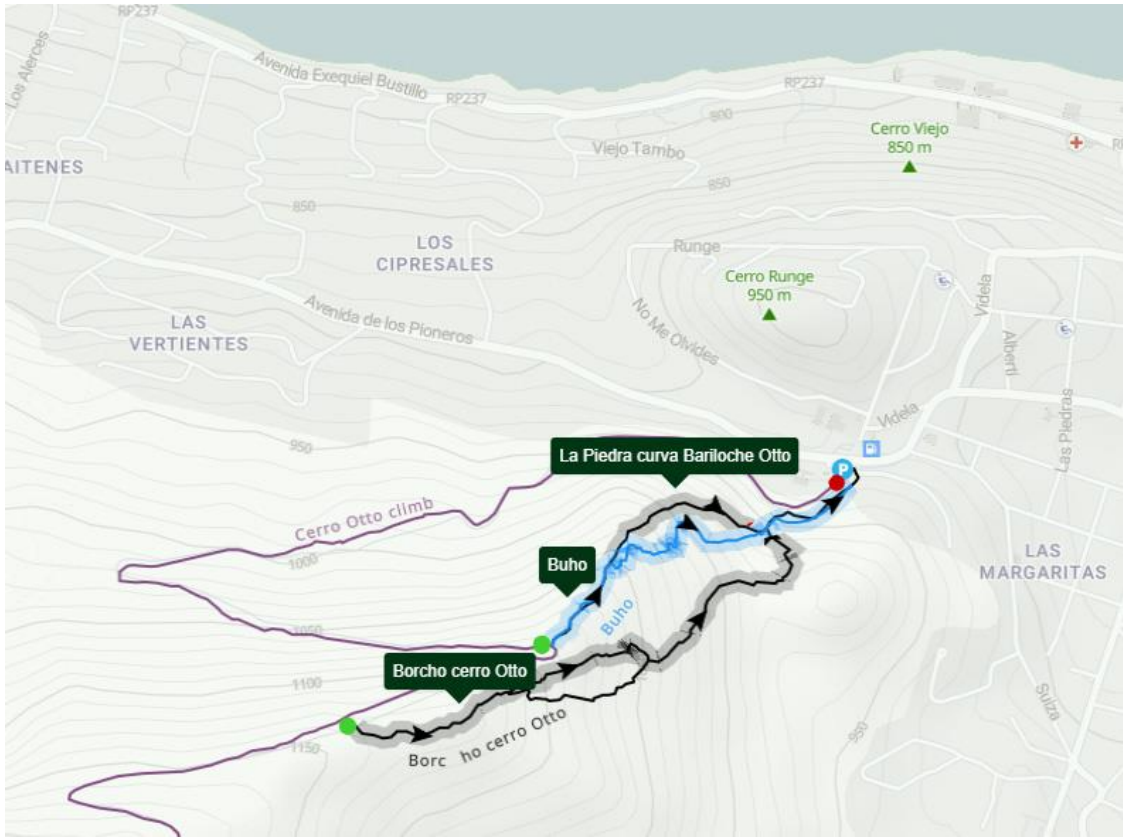 RP237
Los Alerces
Avenida Exequiel Bustillo
RP237
RP237
800
Cerro Viejo
850 m
AITENES
Viejo Tambo
850
850
LOS
CIPRESALES
Runge
Cerro Runge
950 m
Videla
No Me Olvides
Avenida de los Pioneros
LAS
VERTIENTES
Alberti
Las Piedras
Videla
950
La Piedra curva Bariloche Otto
P
Cerro Otto climb
1000
Buho
LAS
MARGARITAS
Buho
1050
Borcho cerro Otto
1100
Suiza
950
1150
Borc ho cerro Otto